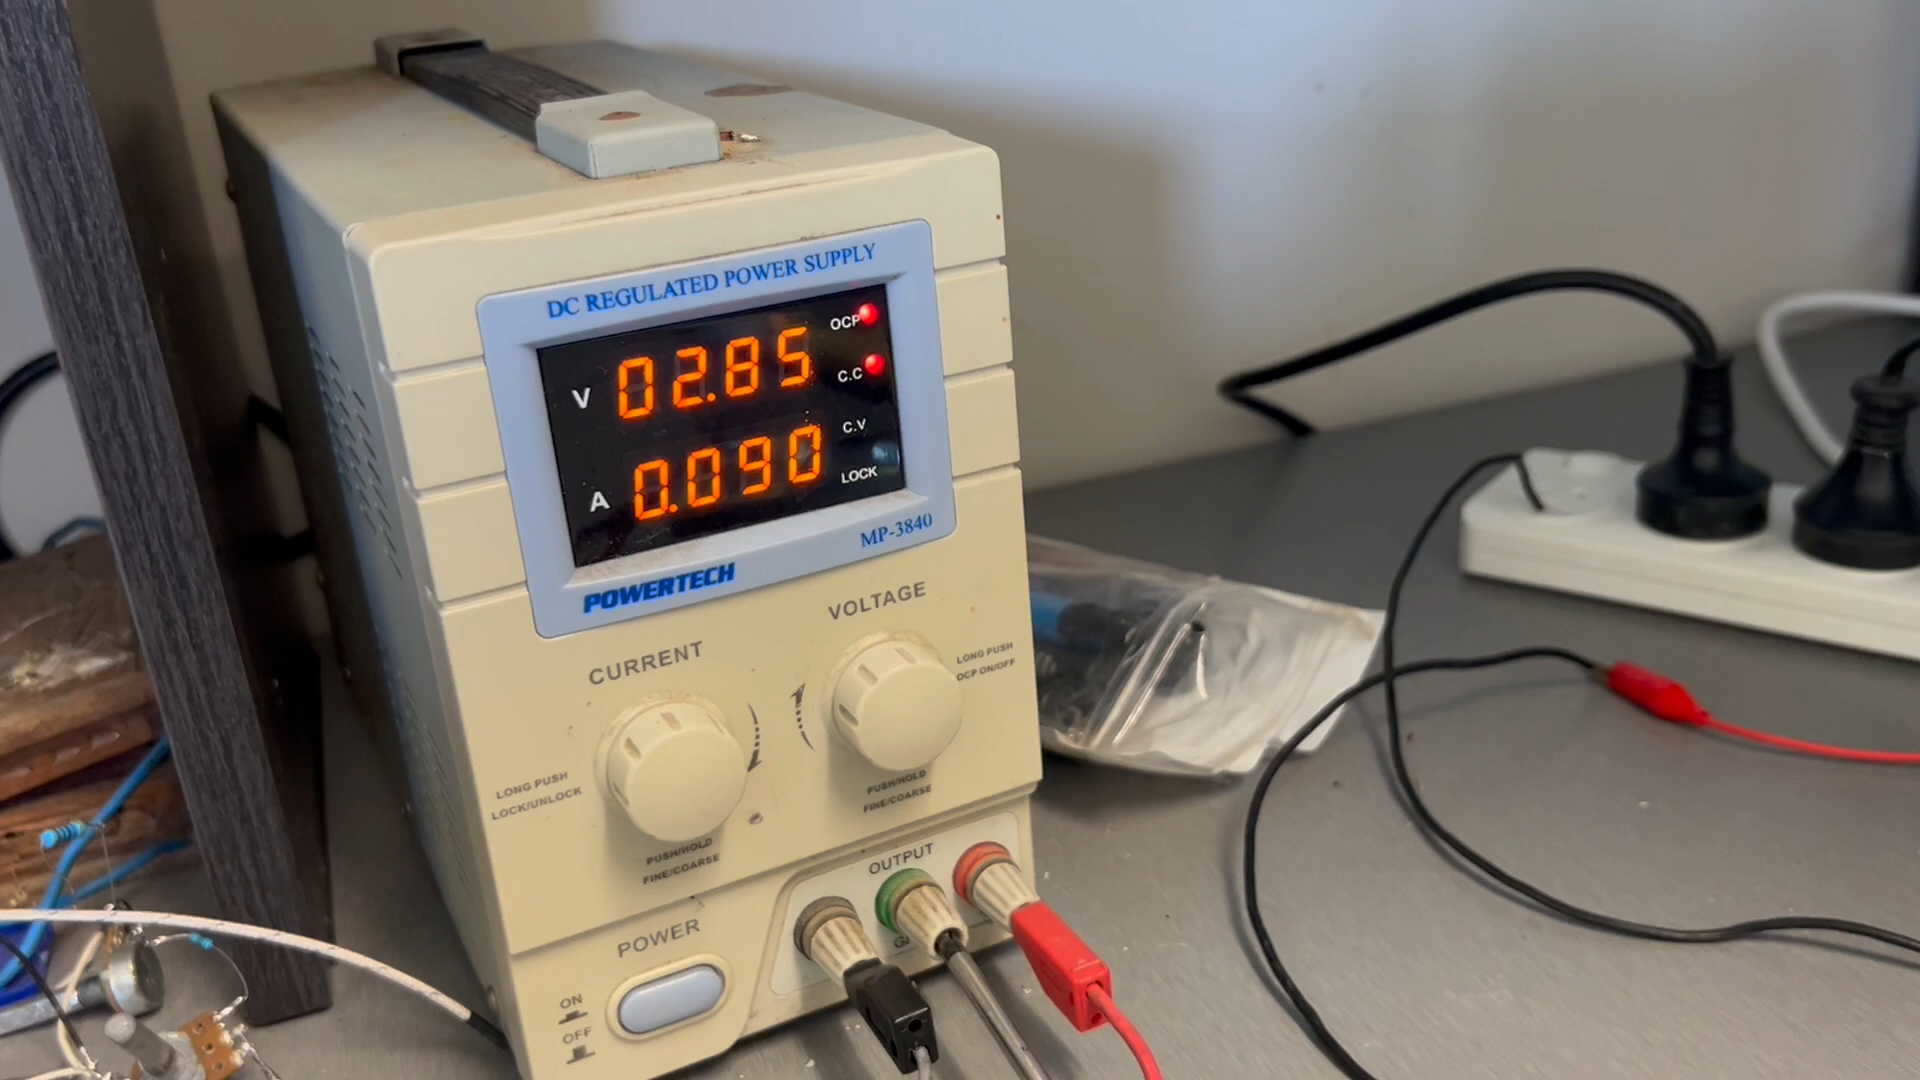 DC REGULATED POWER SUPPLY
V 02.85
OCP
C.C
C.V
A 0.090
LOCK
MP-3840
POWERTECH
VOLTAGE
CURRENT
LONG PUSH
OCP ON/OFF
LONG PUSH
LOCK/UNLOCK
PUSH/HOLD
FINE/COARSE
PUSH/HOLD
FINE/COARSE
OUTPUT
POWER
ON
OFF